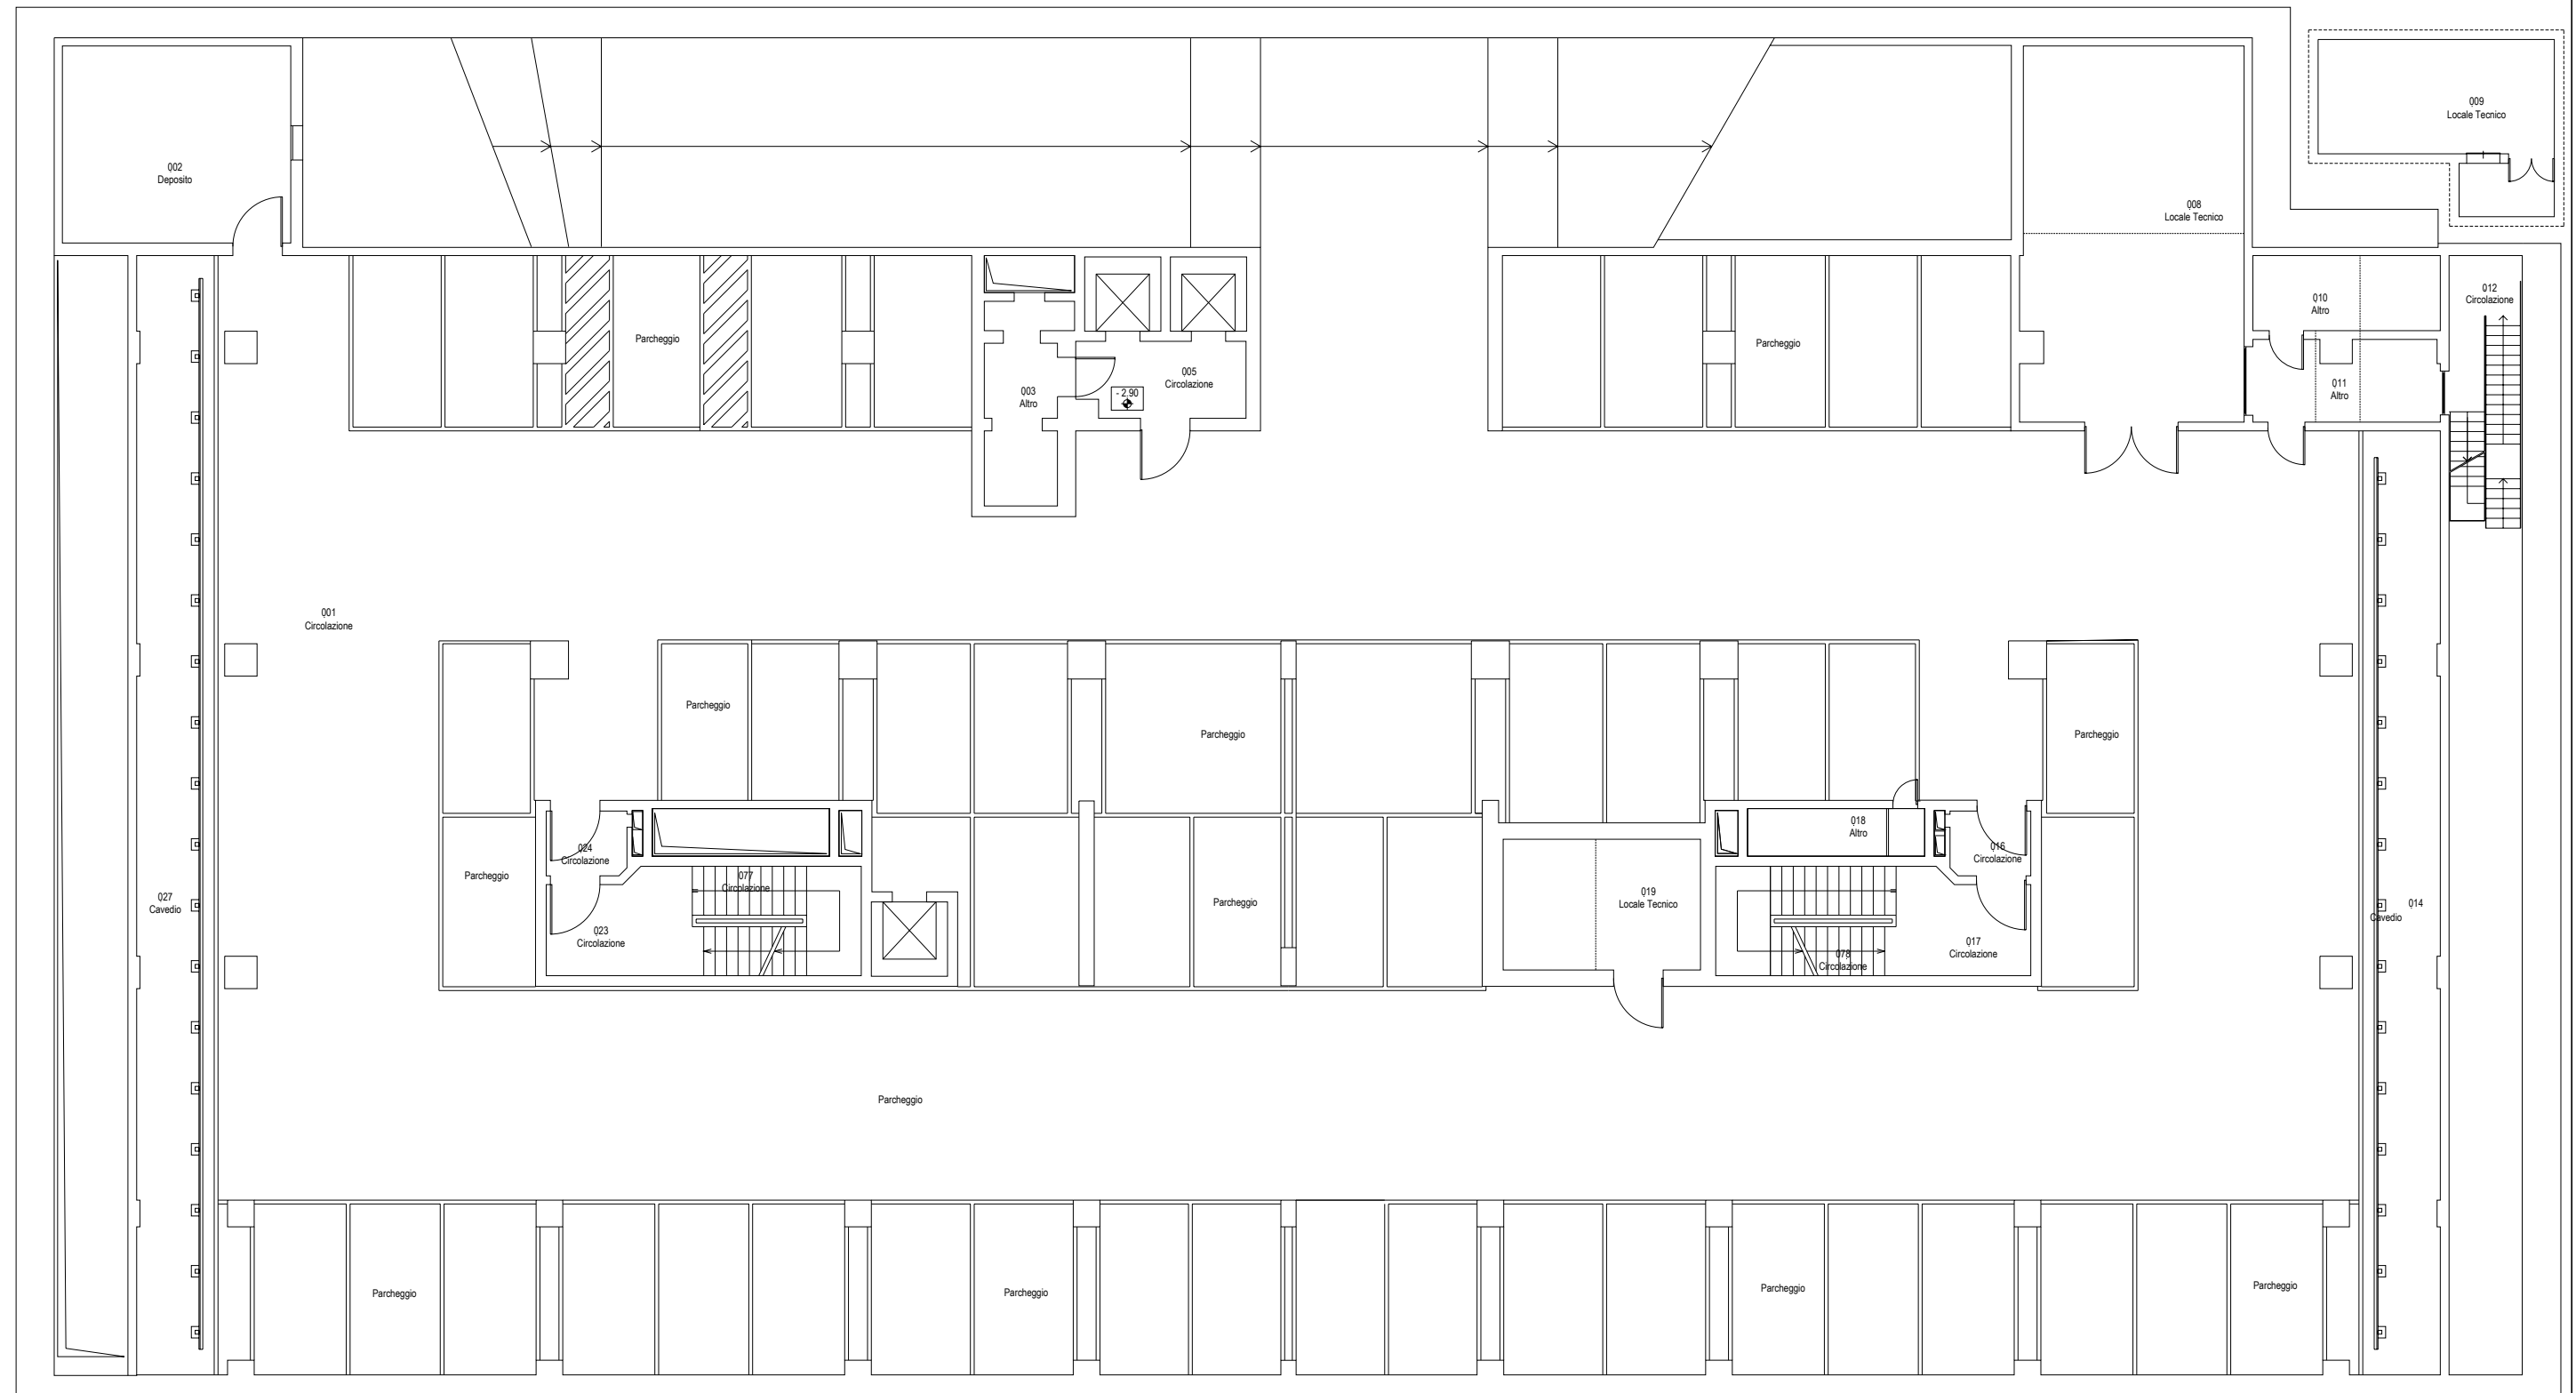 009
Locale Tecnico
002
Deposito
008
Locale Tecnico
012
Circolazione
010
Altro
Parcheggio
Parcheggio
005
Circolazione
003
Altro
- 2.90
011
Altro
001
Circolazione
Parcheggio
Parcheggio
Parcheggio
018
Altro
024
Circolazione
016
Circolazione
Parcheggio
077
Circolazione
027
Cavedio
Parcheggio
019
Locale Tecnico
014
Cavedio
023
Circolazione
017
Circolazione
078
Circolazione
Parcheggio
Parcheggio
Parcheggio
Parcheggio
Parcheggio